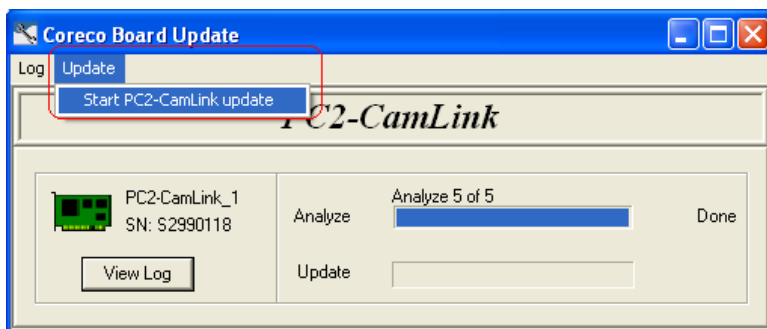 Coreco Board Update
Log Update
Start PC2-CamLink update
PC2-CamLink
PC2-CamLink_1
SN: S2990118
View Log
Analyze
Analyze 5 of 5
Done
Update